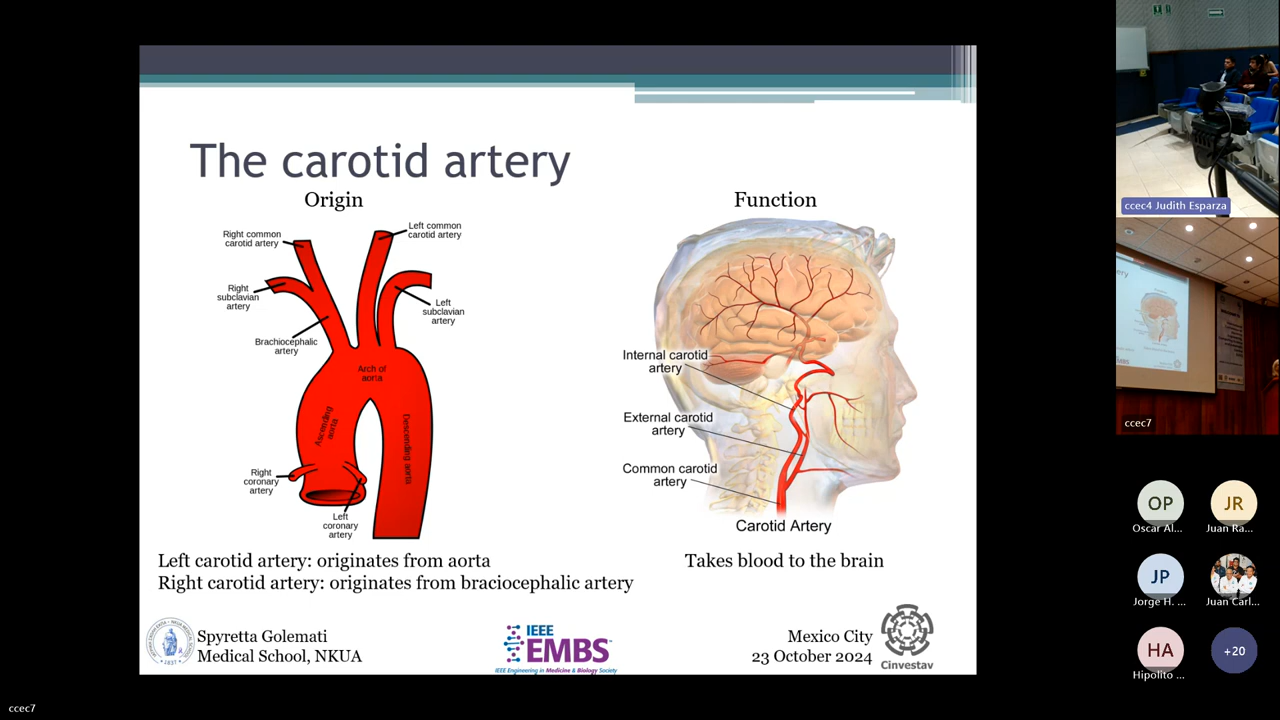 The carotid artery
Origin
Right common
carotid artery
Left common
carotid artery
Right
subclavian
artery
Left
subclavian
artery
Brachiocephalic
artery
Arch of
aorta
Ascending
aorta
Descending aorta
Right
coronary
artery
Left
coronary
artery
Left carotid artery: originates from aorta
Right carotid artery: originates from braciocephalic artery
Function
Internal carotid
artery
External carotid
artery
Common carotid
artery
Carotid Artery
Takes blood to the brain
1837
Spyretta Golemati
Medical School, NKUA
IEEE
EMBS
IEEE Engineering in Medicine & Biology Society
Mexico City
23 October 2024
Cinvestav
ccec4 Judith Esparza
ccec7
OP
Oscar Al...
JR
Juan Ra...
JP
Jorge H. ...
Juan Carl...
HA
Hipolito ...
+20
ccec7